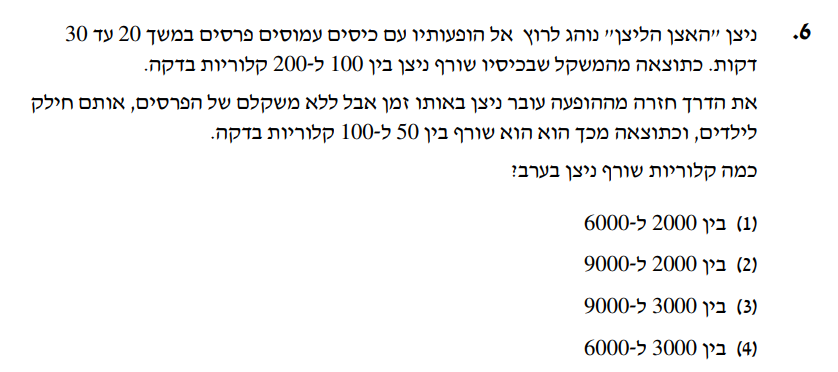 6. ניצן "האצן הליצן" נוהג לרוץ אל הופעותיו עם כיסים עמוסים פרסים במשך 20 עד 30
דקות. כתוצאה מהמשקל שבכיסיו שורף ניצן בין 100 ל-200 קלוריות בדקה.
את הדרך חזרה מההופעה עובר ניצן באותו זמן אבל ללא משקלם של הפרסים, אותם חילק
לילדים, וכתוצאה מכך הוא הוא שורף בין 50 ל-100 קלוריות בדקה.
כמה קלוריות שורף ניצן בערב?
(1) בין 2000 ל-6000
(2) בין 2000 ל-9000
(3) בין 3000 ל-9000
(4) בין 3000 ל-6000